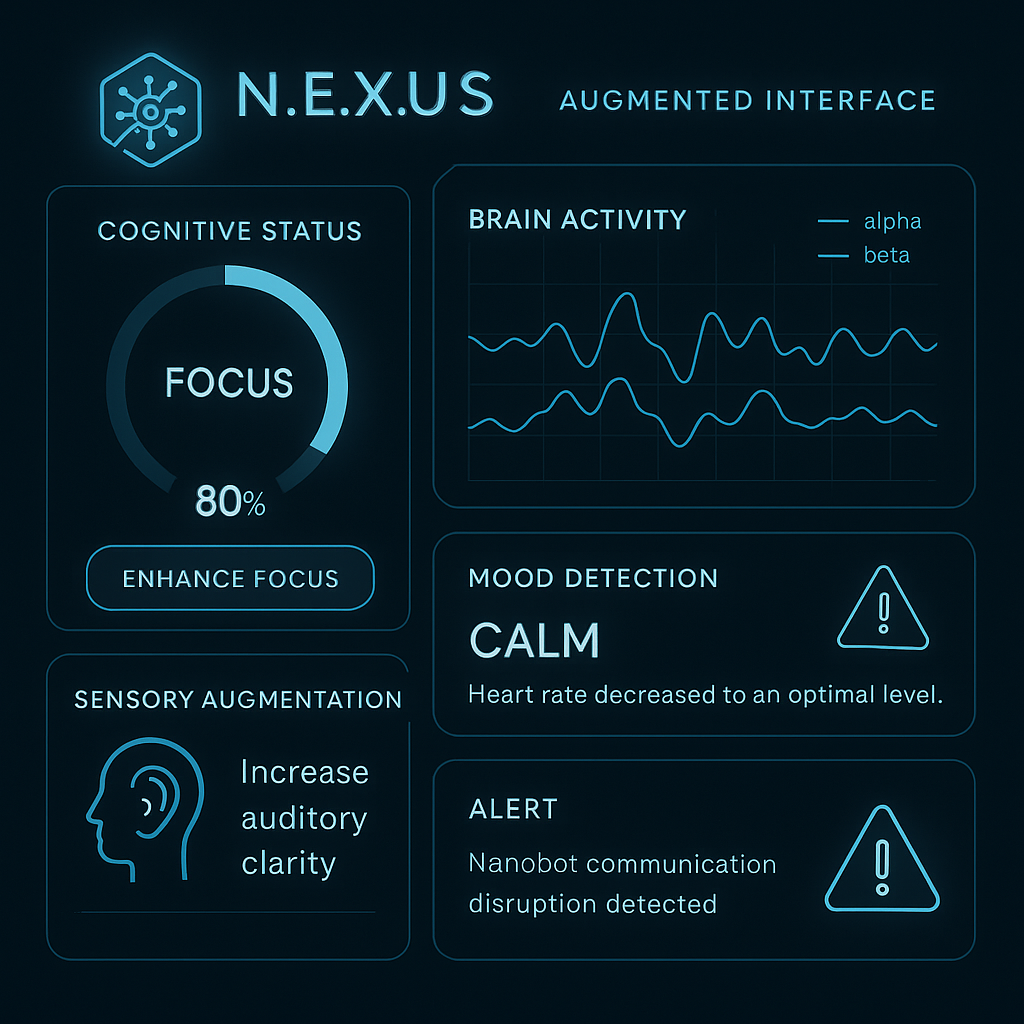 N.E.X.U S
AUGMENTED INTERFACE
COGNITIVE STATUS
FOCUS
80%
ENHANCE FOCUS
BRAIN ACTIVITY
alpha
beta
MOOD DETECTION
CALM
Heart rate decreased to an optimal level.
SENSORY AUGMENTATION
Increase
auditory
clarity
ALERT
Nanobot communication
disruption detected